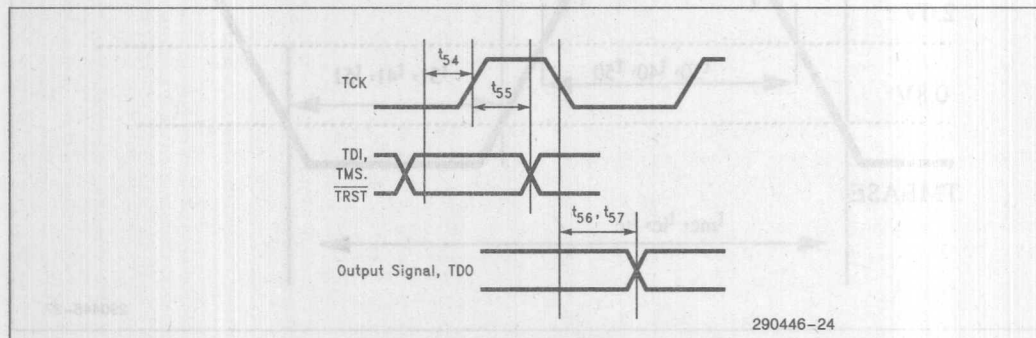 t54
TCK
t55
TDI,
TMS.
TRST
t56, t57
Output Signal, TDO
290446-24